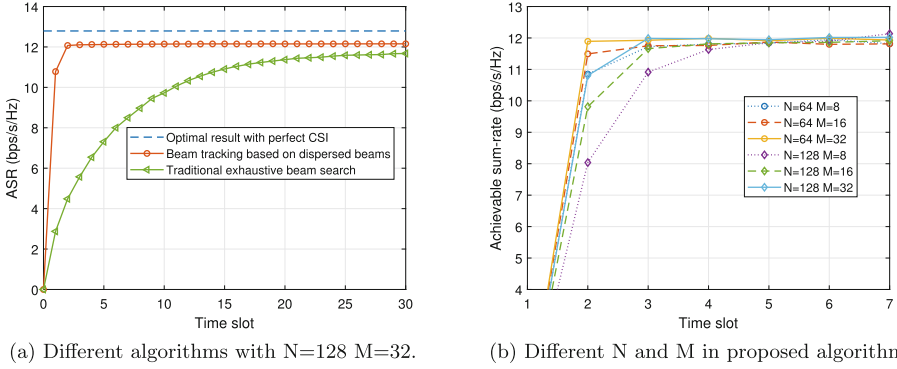 14
12
10
8
6
4
2
0
ASR (bps/s/Hz)
Optimal result with perfect CSI
Beam tracking based on dispersed beams
Traditional exhaustive beam search
0 5 10 15 20 25 30
Time slot
(a) Different algorithms with N=128 M=32.
13
12
11
10
9
8
7
6
5
4
Achievable sum-rate (bps/s/Hz)
N=64 M=8
N=64 M=16
N=64 M=32
N=128 M=8
N=128 M=16
N=128 M=32
1 2 3 4 5 6 7
Time slot
(b) Different N and M in proposed algorithn